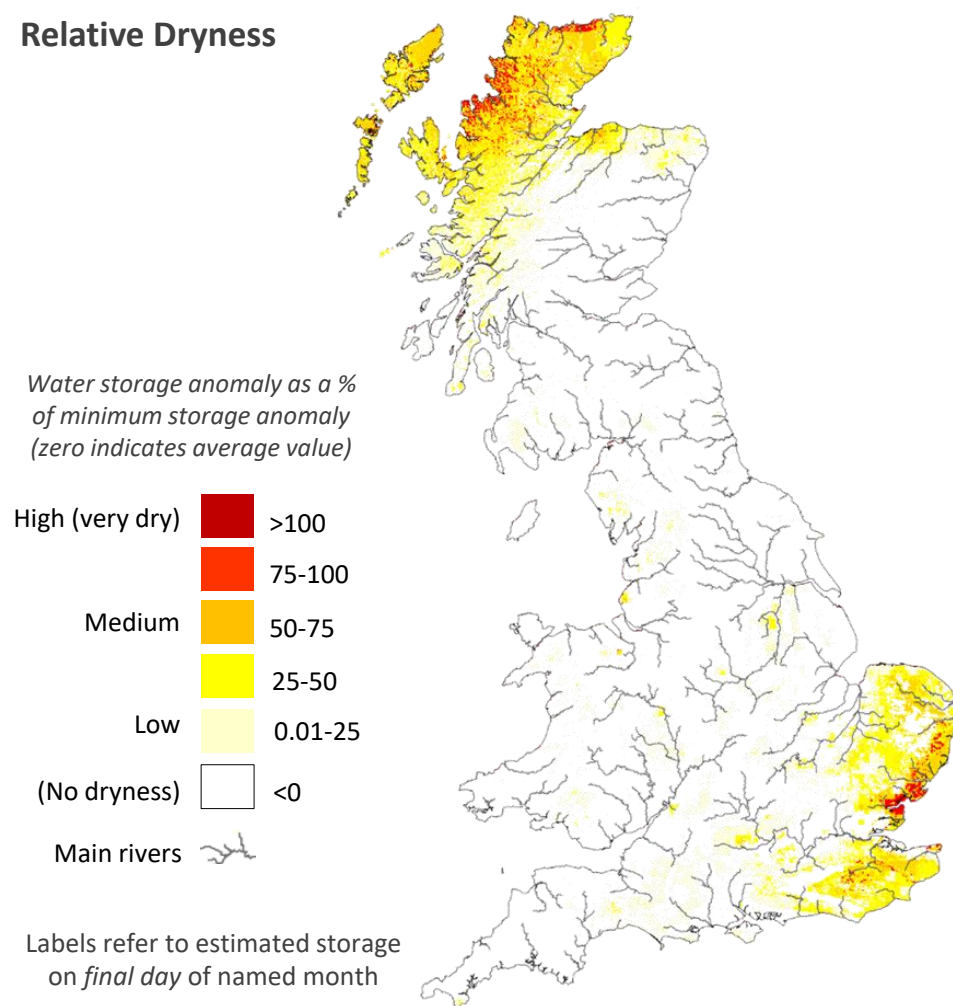 Relative Dryness
Water storage anomaly as a %
of minimum storage anomaly
(zero indicates average value)
High (very dry) >100
75-100
Medium 50-75
25-50
Low 0.01-25
(No dryness) <0
Main rivers
Labels refer to estimated storage
on final day of named month